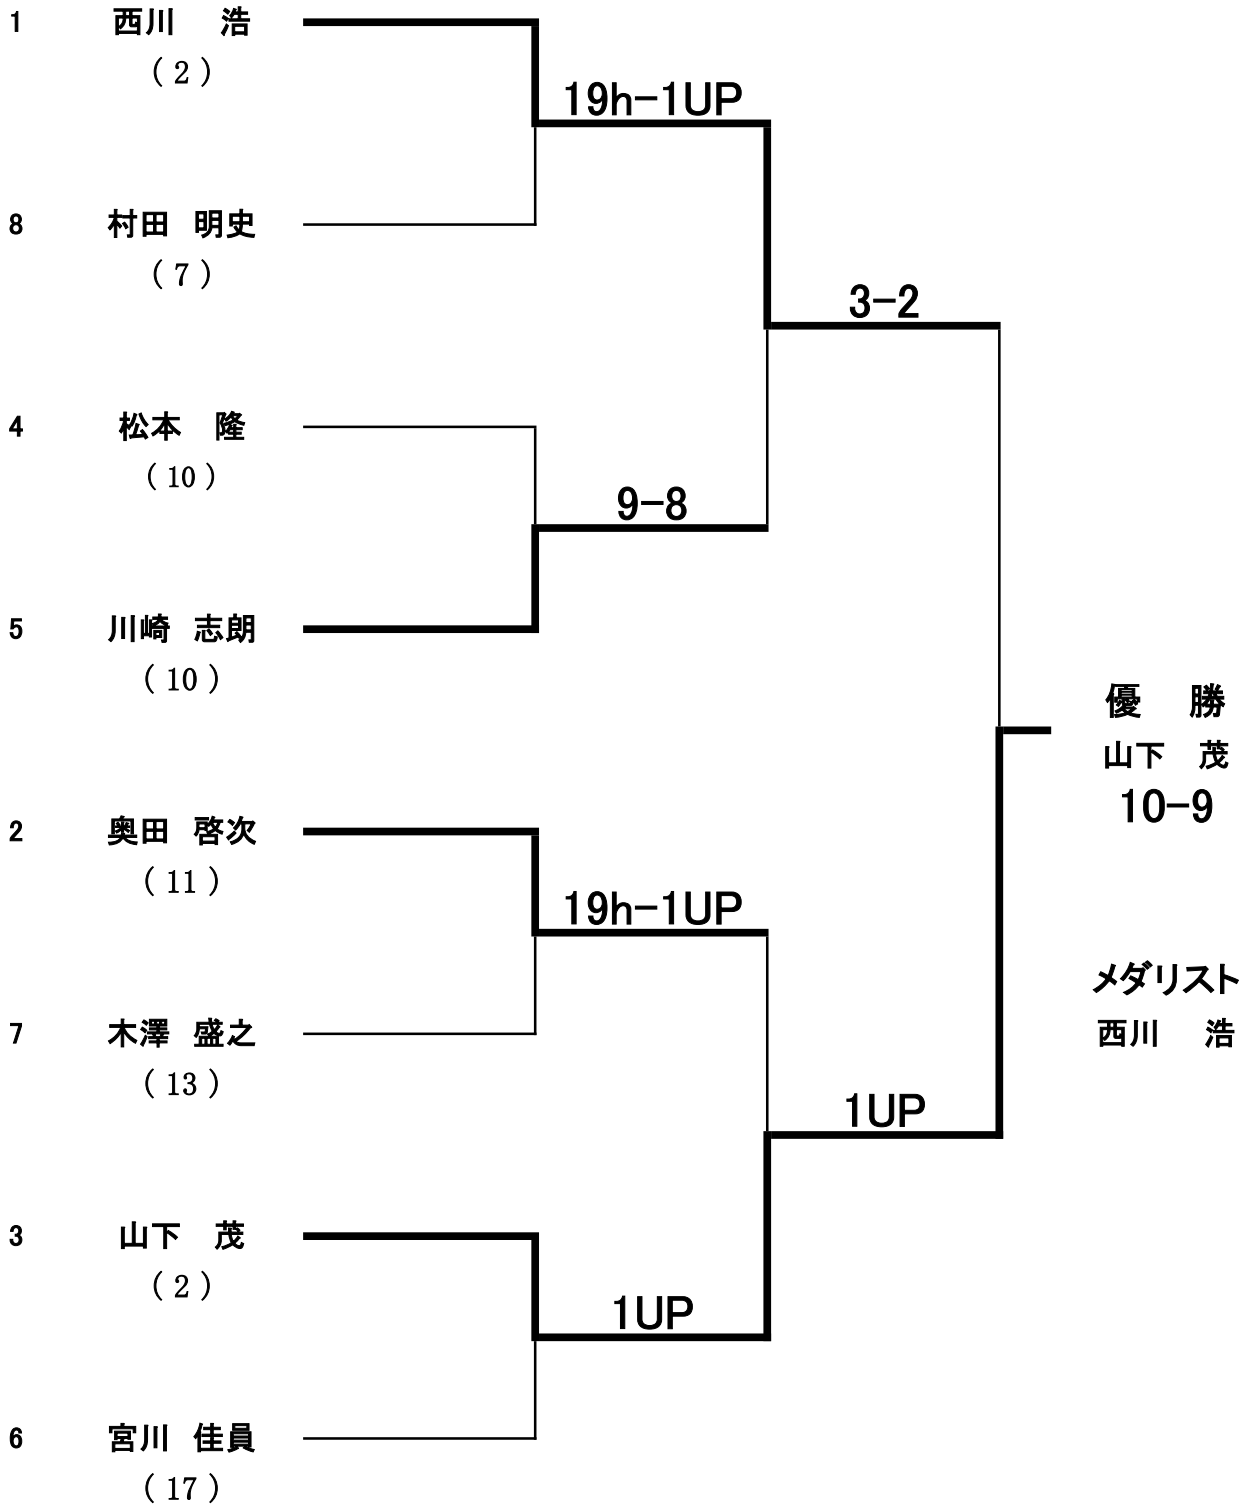 1 西川 浩
( 2 )
19h-1UP
8 村田 明史
( 7 )
3-2
4 松本 隆
( 10 )
9-8
5 川崎 志朗
( 10 )
優 勝
山下 茂
10-9
2 奥田 啓次
( 11 )
19h-1UP
メダリスト
西川 浩
7 木澤 盛之
( 13 )
1UP
3 山下 茂
( 2 )
1UP
6 宮川 佳員
( 17 )